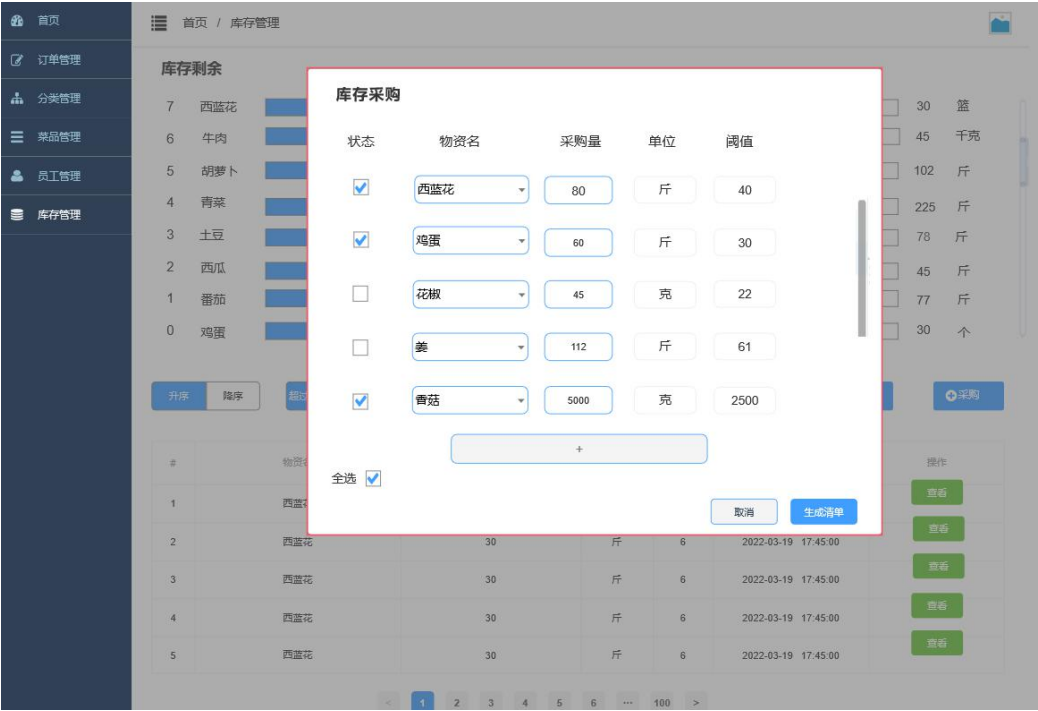 首页
订单管理
分类管理
菜品管理
员工管理
库存管理
首页 / 库存管理
库存剩余
7 西蓝花 30 篮
6 牛肉 45 千克
5 胡萝卜 102 斤
4 青菜 225 斤
3 土豆 78 斤
2 西瓜 45 斤
1 番茄 77 斤
0 鸡蛋 30 个
库存采购
状态 物资名 采购量 单位 阈值
西蓝花 80 斤 40
鸡蛋 60 斤 30
花椒 45 克 22
姜 112 斤 61
香菇 5000 克 2500
+
全选
取消 生成清单
升序 降序 超过 采购
# 物资 操作
1 西蓝 查看
2 西蓝花 30 斤 6 2022-03-19 17:45:00 查看
3 西蓝花 30 斤 6 2022-03-19 17:45:00 查看
4 西蓝花 30 斤 6 2022-03-19 17:45:00 查看
5 西蓝花 30 斤 6 2022-03-19 17:45:00 查看
< 1 2 3 4 5 6 ··· 100 >